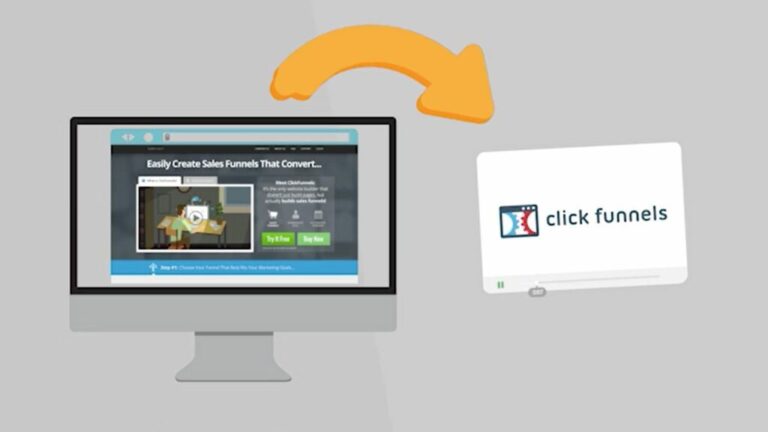 Easily Create Sales Funnels That Convert...
Meet ClickFunnels
It's the only website builder that
doesn't just build pages, but
actually builds sales funnels!
Try It Free
Buy Now
Step #1: Choose Your Funnel That Best Fits Your Marketing Goals...
click funnels